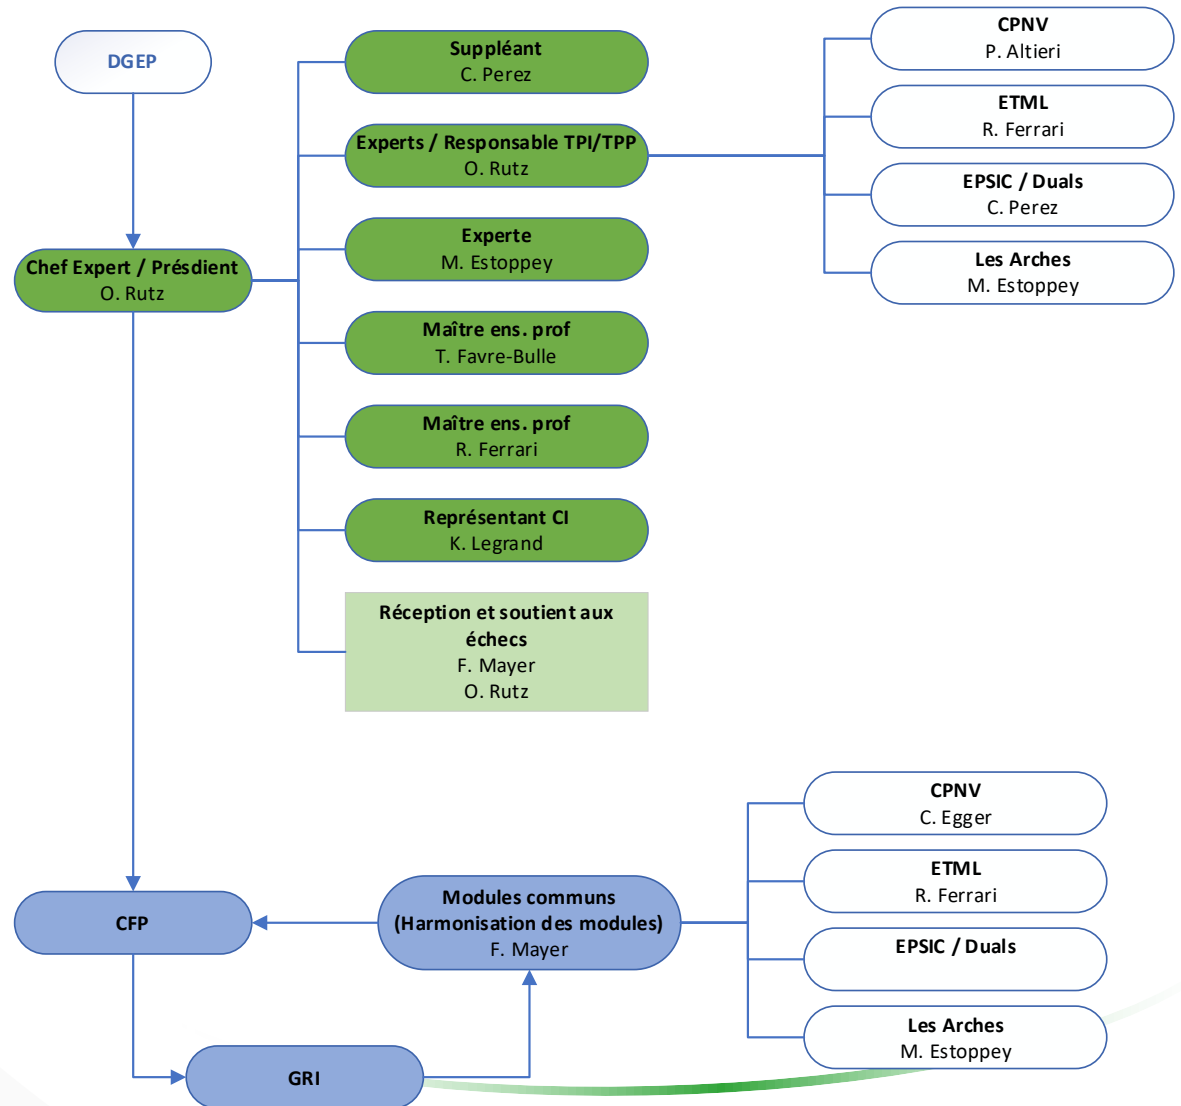 DGEP
Chef Expert / Présdient
O. Rutz
Suppléant
C. Perez
Experts / Responsable TPI/TPP
O. Rutz
Experte
M. Estoppey
Maître ens. prof
T. Favre-Bulle
Maître ens. prof
R. Ferrari
Représentant CI
K. Legrand
Réception et soutient aux
échecs
F. Mayer
O. Rutz
CPNV
P. Altieri
ETML
R. Ferrari
EPSIC / Duals
C. Perez
Les Arches
M. Estoppey
CFP
Modules communs
(Harmonisation des modules)
F. Mayer
GRI
CPNV
C. Egger
ETML
R. Ferrari
EPSIC / Duals
Les Arches
M. Estoppey